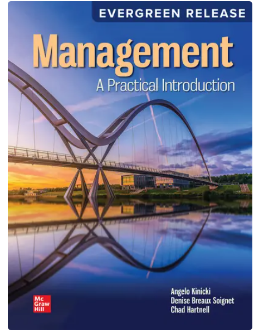 EVERGREEN RELEASE
Management
A Practical Introduction
Angelo Kinicki
Denise Breaux Soignet
Chad Hartnell
Mc
Graw
Hill